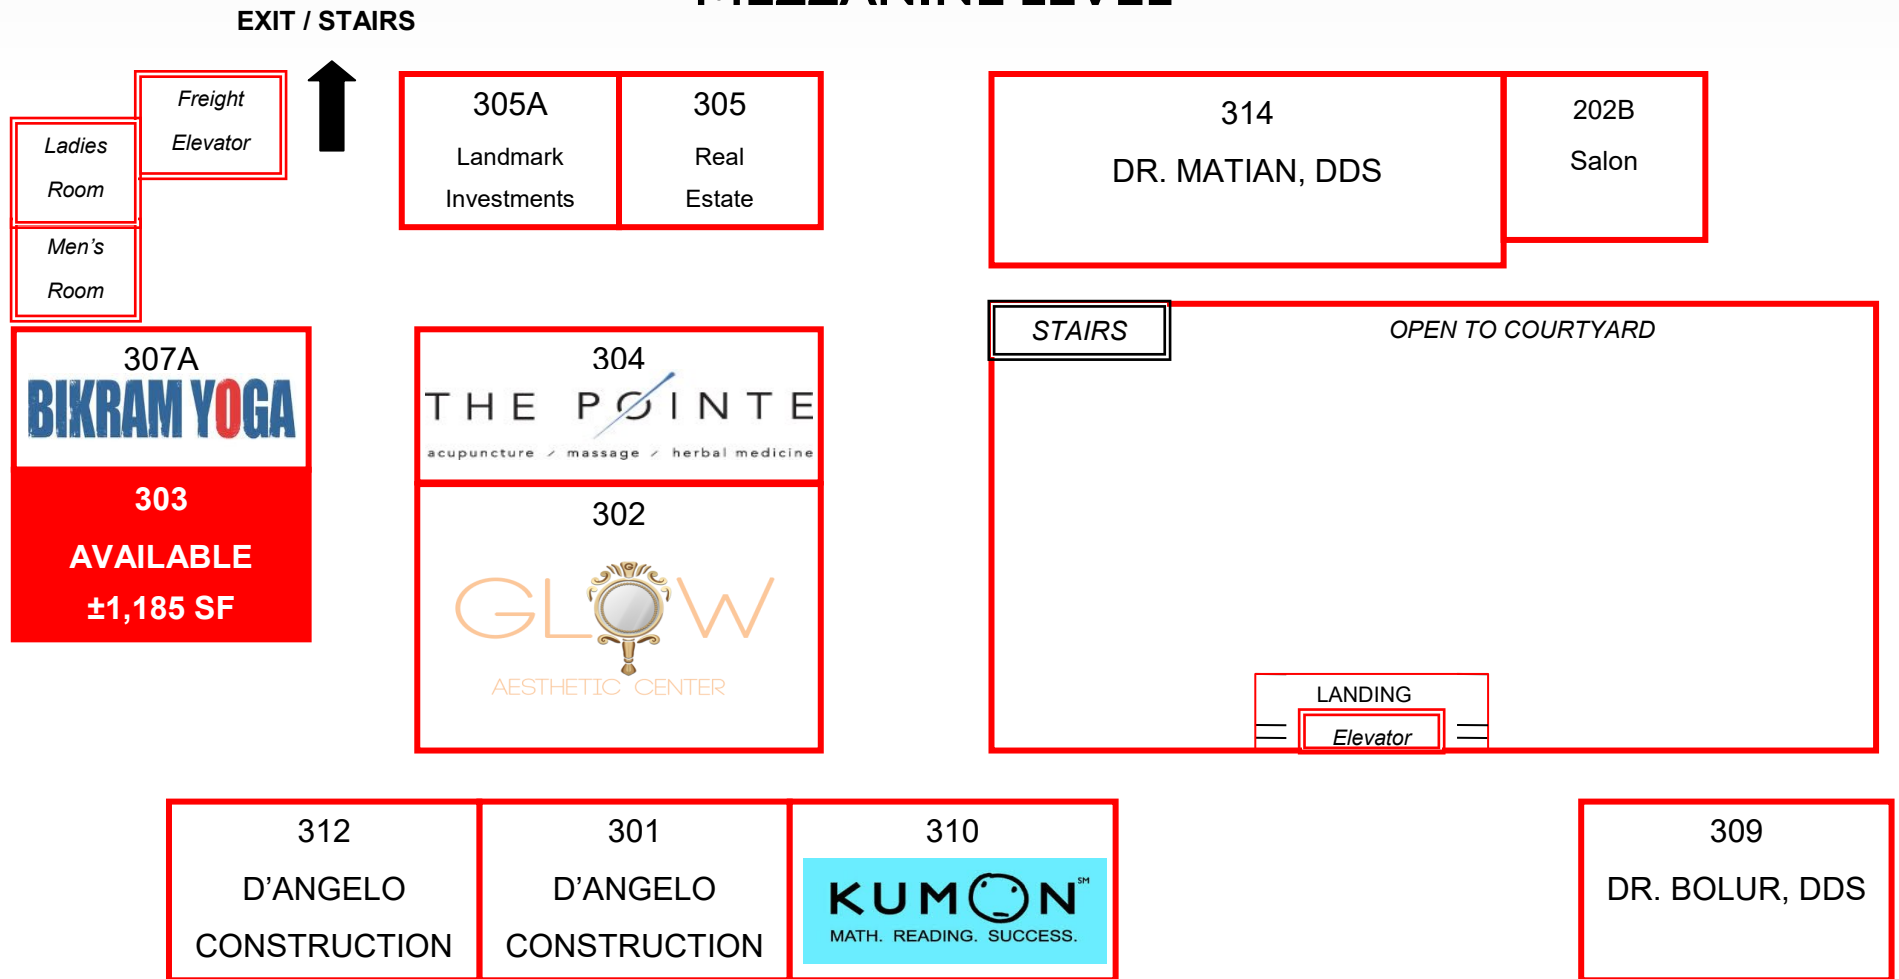 MEZZANINE LEVEL
EXIT / STAIRS
Freight
Elevator
Ladies
Room
Men's
Room
305A
Landmark
Investments
305
Real
Estate
314
DR. MATIAN, DDS
202B
Salon
STAIRS
OPEN TO COURTYARD
307A
BIKRAM YOGA
303
AVAILABLE
±1,185 SF
304
THE POINTE
acupuncture / massage / herbal medicine
302
GLOW
AESTHETIC CENTER
LANDING
Elevator
312
D'ANGELO
CONSTRUCTION
301
D'ANGELO
CONSTRUCTION
310
KUMON SM
MATH. READING. SUCCESS.
309
DR. BOLUR, DDS